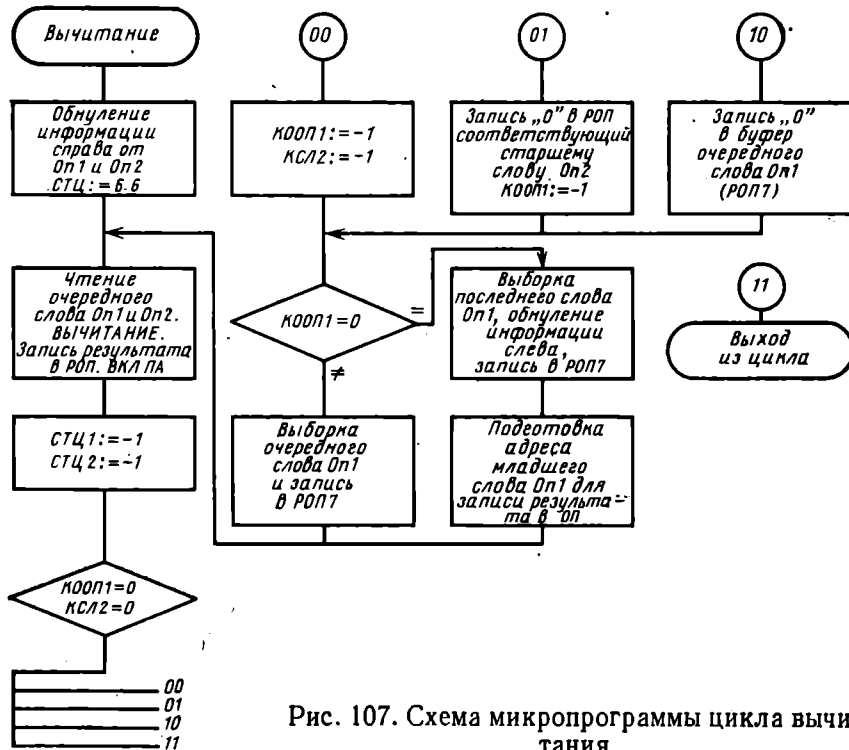 Вычитание
Обнуление
информации
справа от
Оп1 и Оп2
СТЦ:=6.6
Чтение
очередного
слова Оп1 и Оп2.
ВЫЧИТАНИЕ.
Запись результата
в РОП. ВКЛ ПА
СТЦ1:=-1
СТЦ2:=-1
КООП1=0
КСЛ2=0
00
01
10
11
00
КООП1:=-1
КСЛ2:=-1
КООП1=0
=
≠
Выборка
очередного
слова Оп1
и запись
в РОП7
01
Запись „0" в РОП
соответствующий
старшему
слову Оп2
КООП1:=-1
Выборка
последнего слова
Оп1, обнуление
информации
слева,
запись в РОП7
Подготовка
адреса
младшего
слова Оп1 для
записи результа-
та в ОП
10
Запись „0"
в буфер
очередного
слова Оп1
(РОП7)
11
Выход
из цикла
Рис. 107. Схема микропрограммы цикла вычи
тания